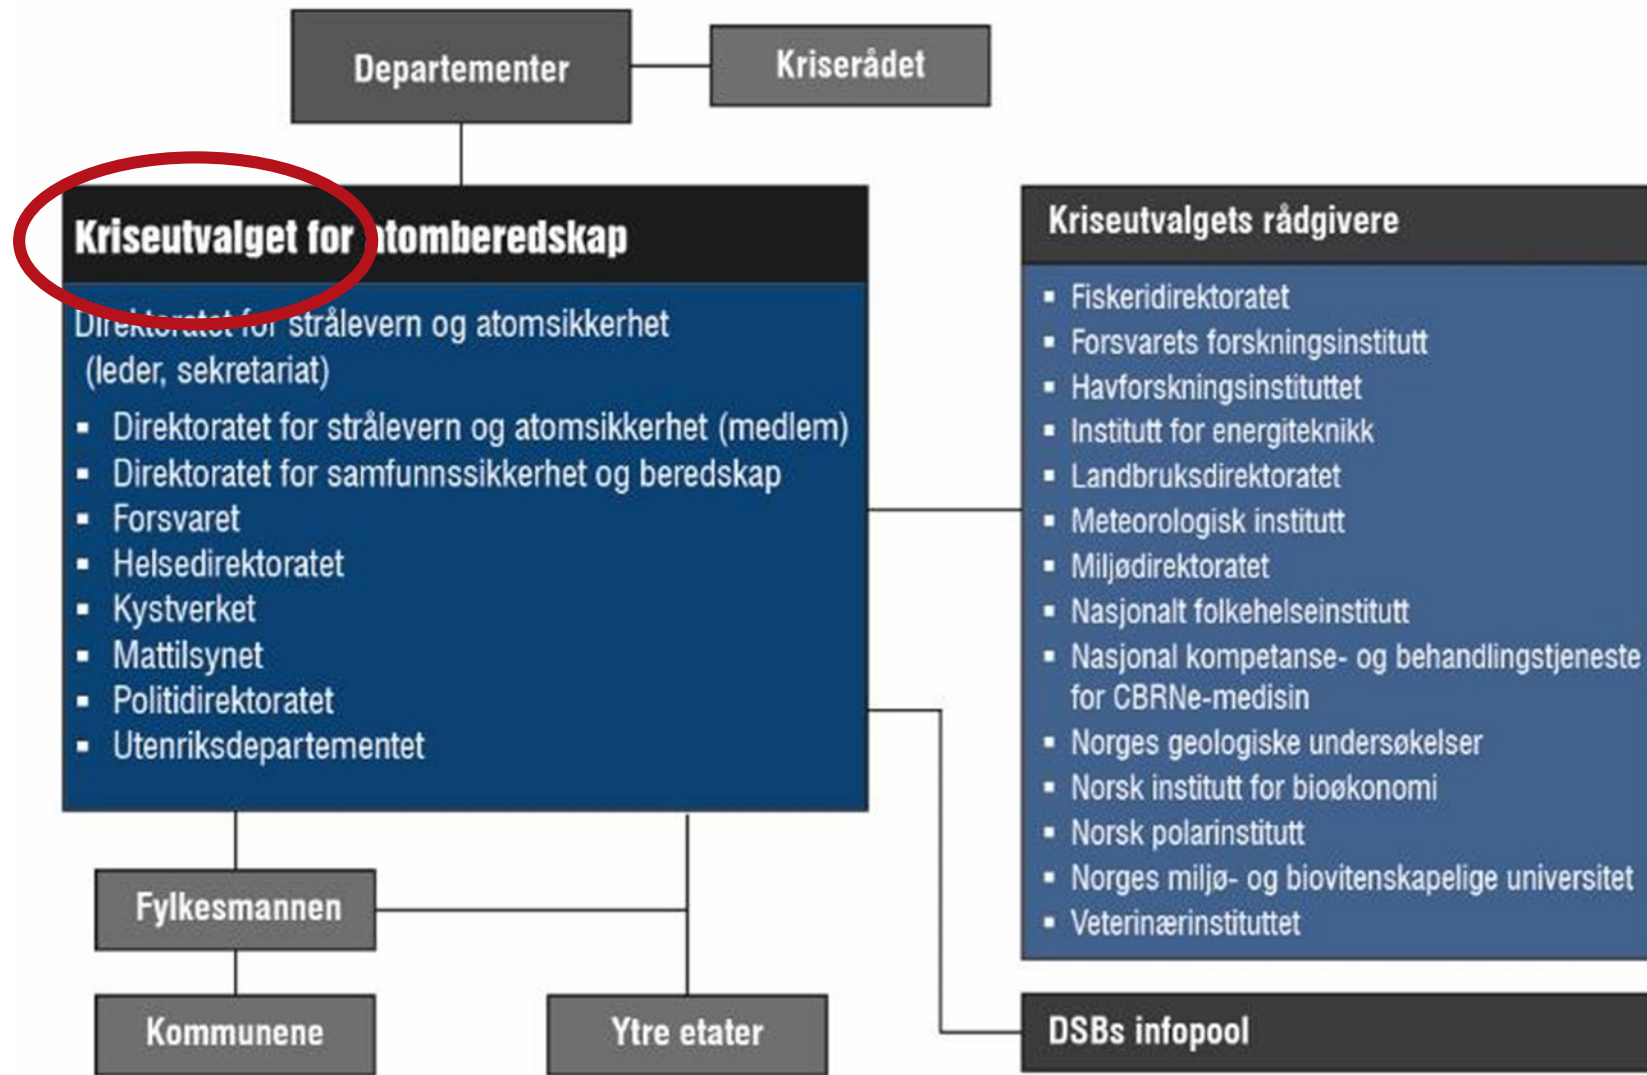 Departementer
Kriserådet
Kriseutvalget for atomberedskap
Direktoratet for strålevern og atomsikkerhet
(leder, sekretariat)
▪ Direktoratet for strålevern og atomsikkerhet (medlem)
▪ Direktoratet for samfunnssikkerhet og beredskap
▪ Forsvaret
▪ Helsedirektoratet
▪ Kystverket
▪ Mattilsynet
▪ Politidirektoratet
▪ Utenriksdepartementet
Kriseutvalgets rådgivere
▪ Fiskeridirektoratet
▪ Forsvarets forskningsinstitutt
▪ Havforskningsinstituttet
▪ Institutt for energiteknikk
▪ Landbruksdirektoratet
▪ Meteorologisk institutt
▪ Miljødirektoratet
▪ Nasjonalt folkehelseinstitutt
▪ Nasjonal kompetanse- og behandlingstjeneste
for CBRNe-medisin
▪ Norges geologiske undersøkelser
▪ Norsk institutt for bioøkonomi
▪ Norsk polarinstitutt
▪ Norges miljø- og biovitenskapelige universitet
▪ Veterinærinstituttet
Fylkesmannen
Kommunene
Ytre etater
DSBs infopool